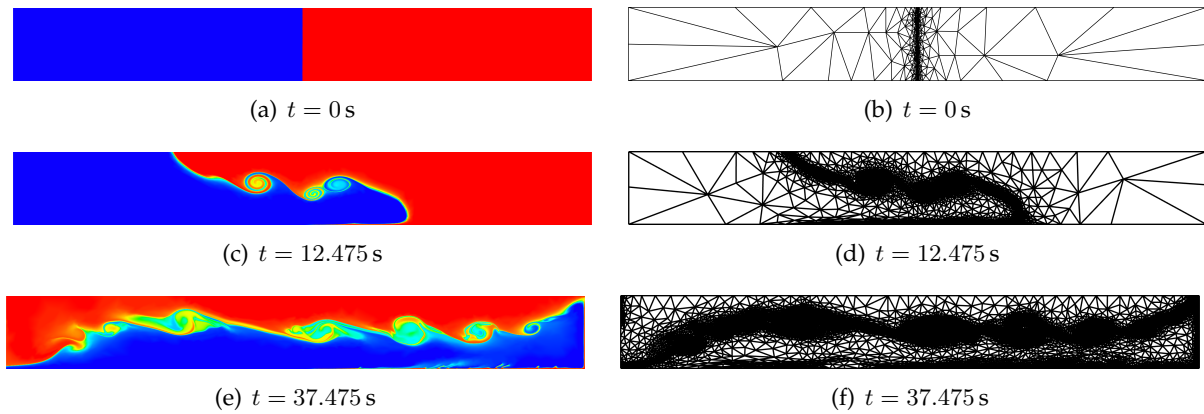 (a) t = 0 s
(b) t = 0 s
(c) t = 12.475 s
(d) t = 12.475 s
(e) t = 37.475 s
(f) t = 37.475 s